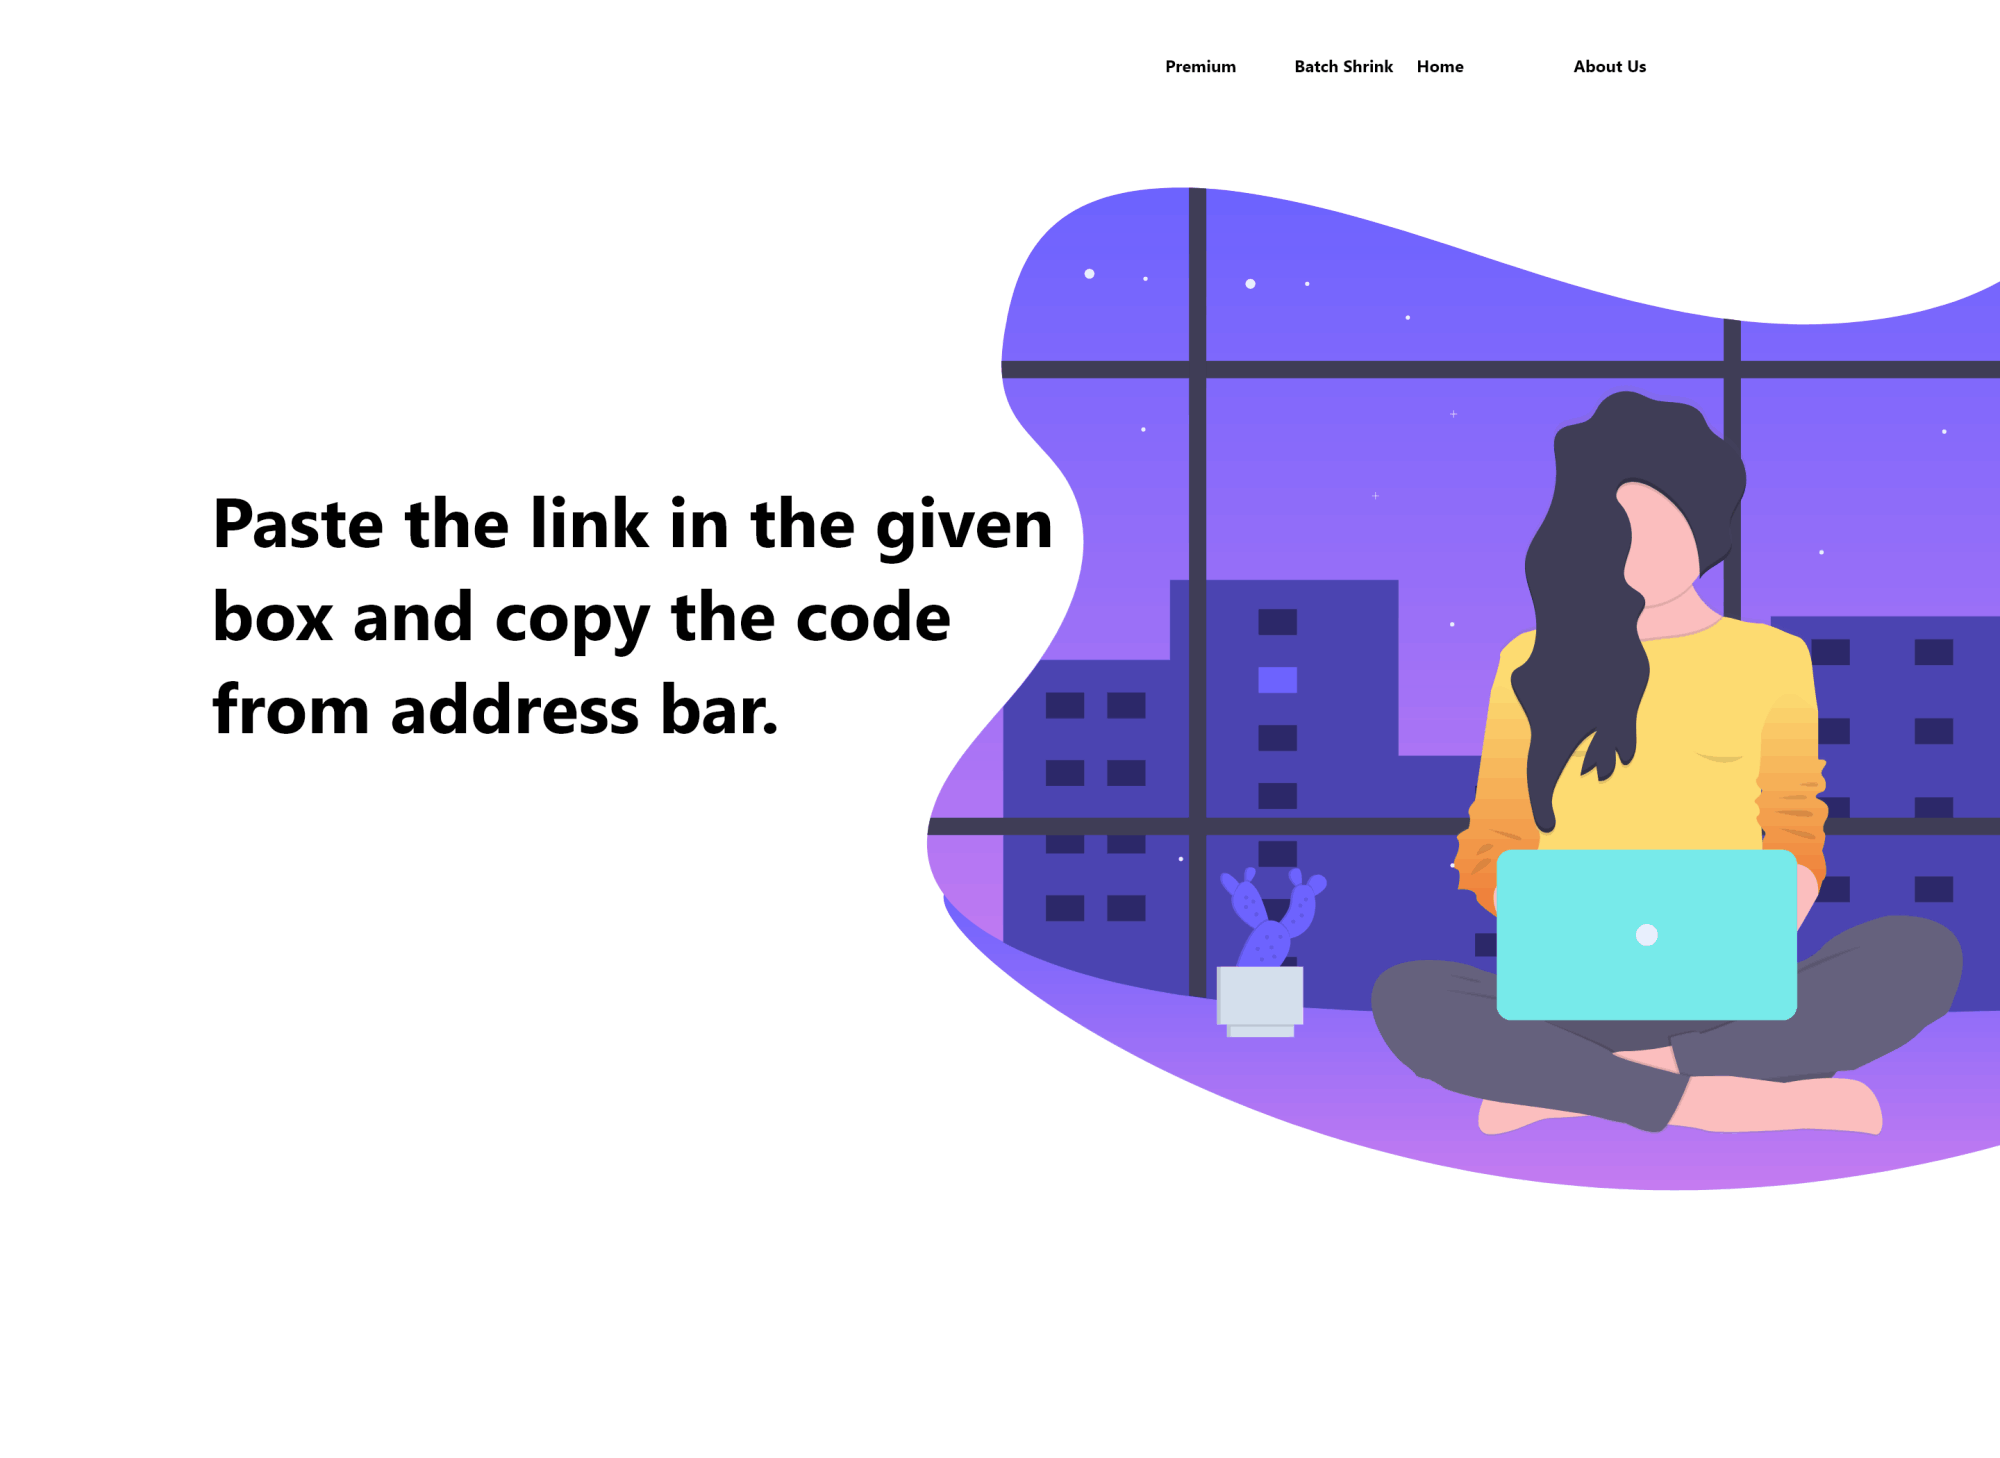 Premium Batch Shrink Home About Us
Paste the link in the given
box and copy the code
from address bar.